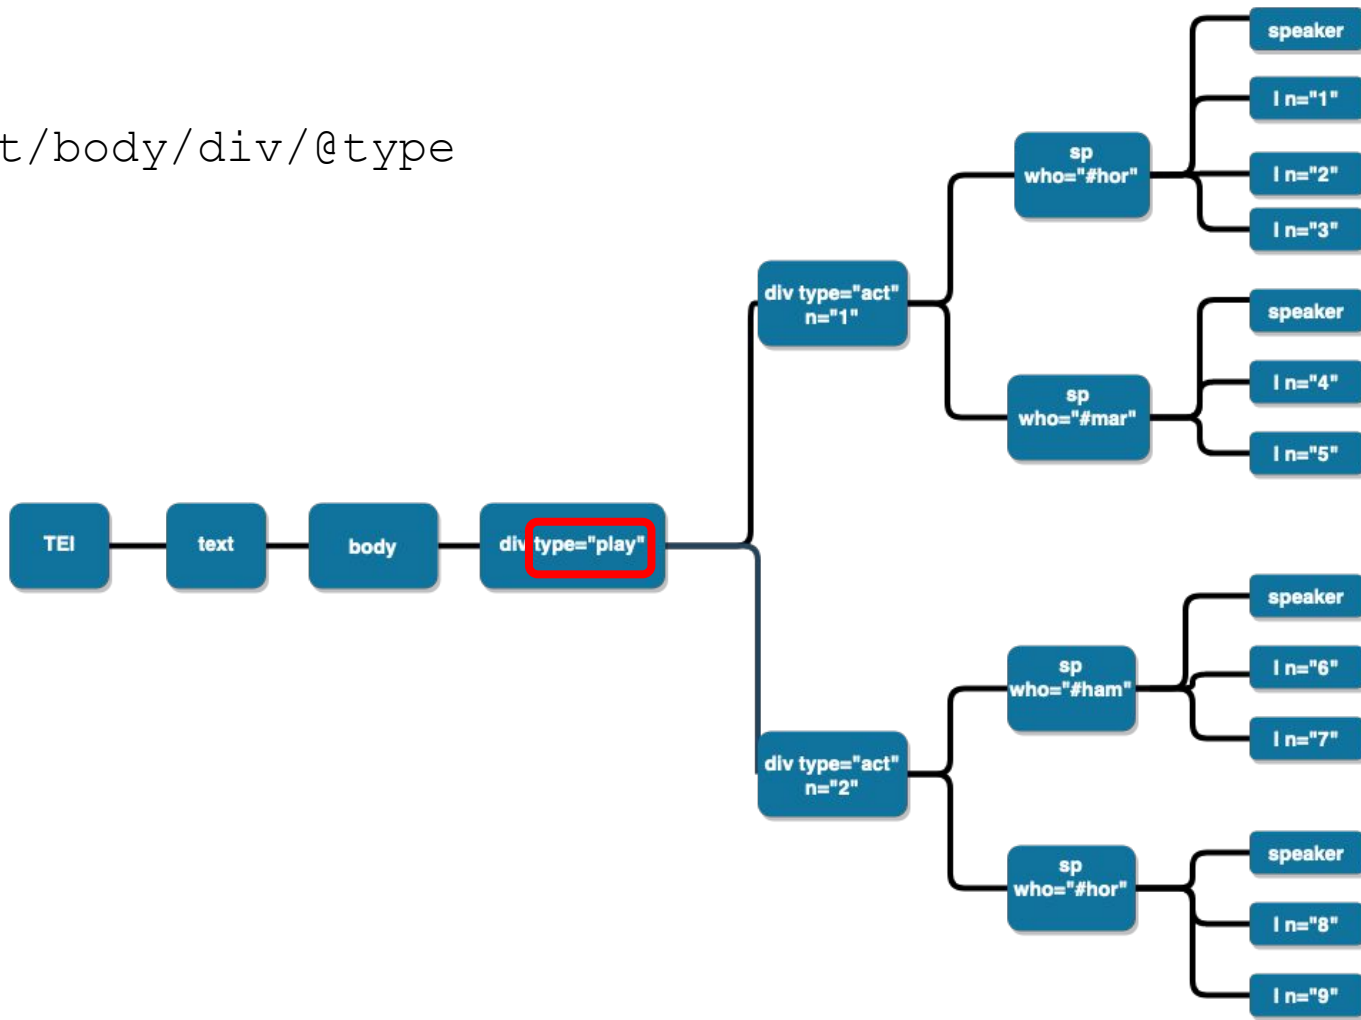 t/body/div/@type
TEI
text
body
div type="play"
div type="act"
n="1"
sp
who="#hor"
speaker
l n="1"
l n="2"
l n="3"
sp
who="#mar"
speaker
l n="4"
l n="5"
div type="act"
n="2"
sp
who="#ham"
speaker
l n="6"
l n="7"
sp
who="#hor"
speaker
l n="8"
l n="9"